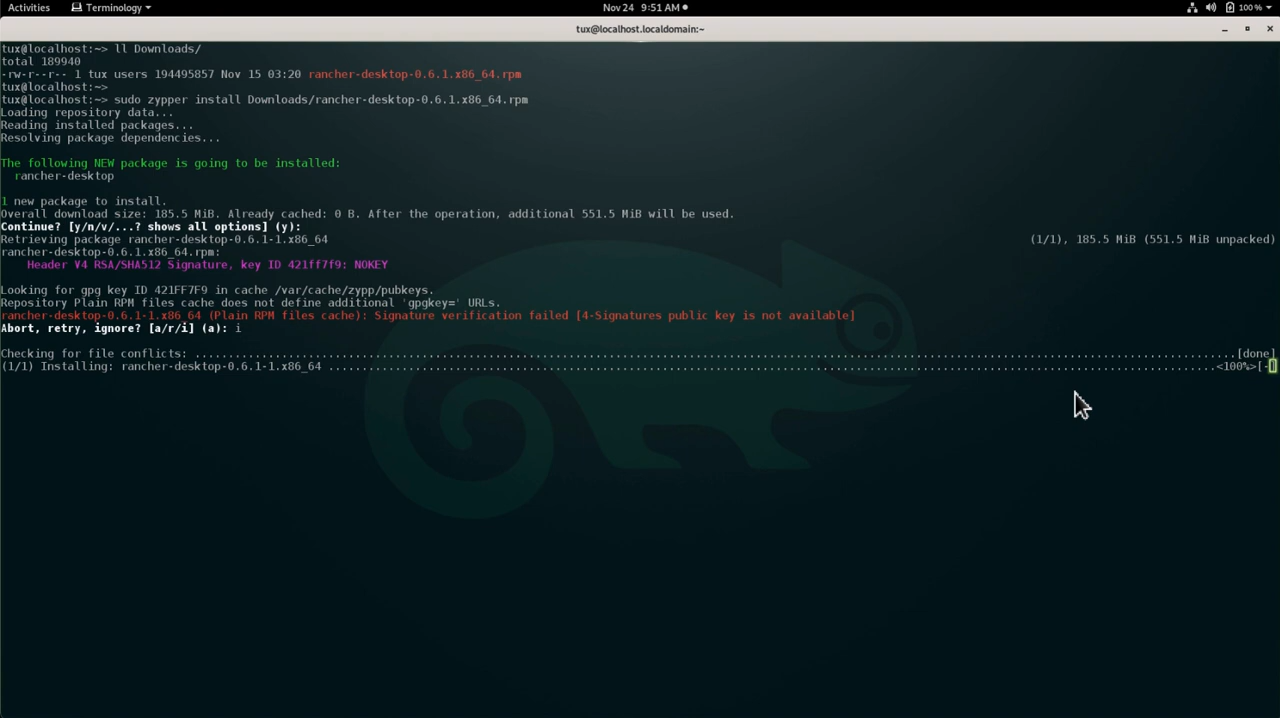 Activities Terminology Nov 24 9:51 AM 100 %
tux@localhost.localdomain:~
tux@localhost:~> ll Downloads/
total 189940
-rw-r--r-- 1 tux users 194495857 Nov 15 03:20 rancher-desktop-0.6.1.x86_64.rpm
tux@localhost:~>
tux@localhost:~> sudo zypper install Downloads/rancher-desktop-0.6.1.x86_64.rpm
Loading repository data...
Reading installed packages...
Resolving package dependencies...
The following NEW package is going to be installed:
rancher-desktop
1 new package to install.
Overall download size: 185.5 MiB. Already cached: 0 B. After the operation, additional 551.5 MiB will be used.
Continue? [y/n/v/...? shows all options] (y):
Retrieving package rancher-desktop-0.6.1-1.x86_64 (1/1), 185.5 MiB (551.5 MiB unpacked)
rancher-desktop-0.6.1.x86_64.rpm:
Header V4 RSA/SHA512 Signature, key ID 421ff7f9: NOKEY
Looking for gpg key ID 421FF7F9 in cache /var/cache/zypp/pubkeys.
Repository Plain RPM files cache does not define additional 'gpgkey=' URLs.
rancher-desktop-0.6.1-1.x86_64 (Plain RPM files cache): Signature verification failed [4-Signatures public key is not available]
Abort, retry, ignore? [a/r/i] (a): i
Checking for file conflicts: ..........................................................................................................................................................[done]
(1/1) Installing: rancher-desktop-0.6.1-1.x86_64 ....................................................................................................................................<100%>[-]